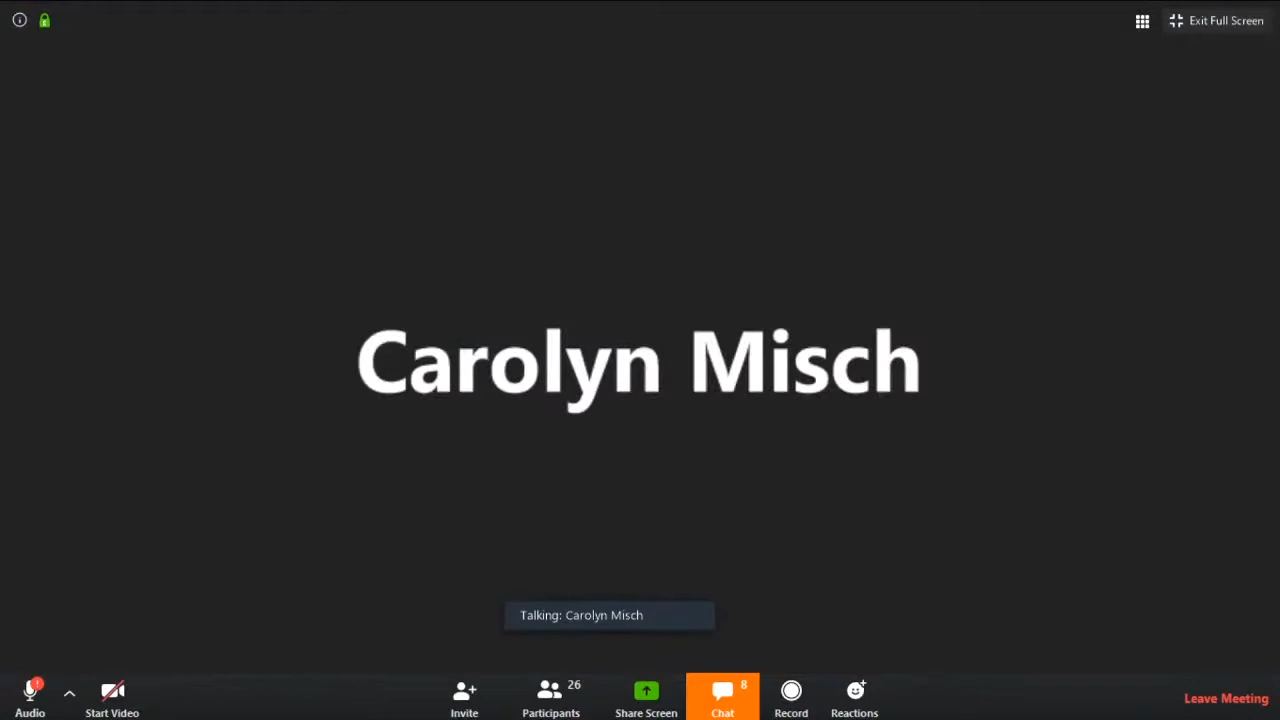 Exit Full Screen
Carolyn Misch
Talking: Carolyn Misch
Audio
Start Video
Invite
Participants 26
Share Screen
Chat 8
Record
Reactions
Leave Meeting